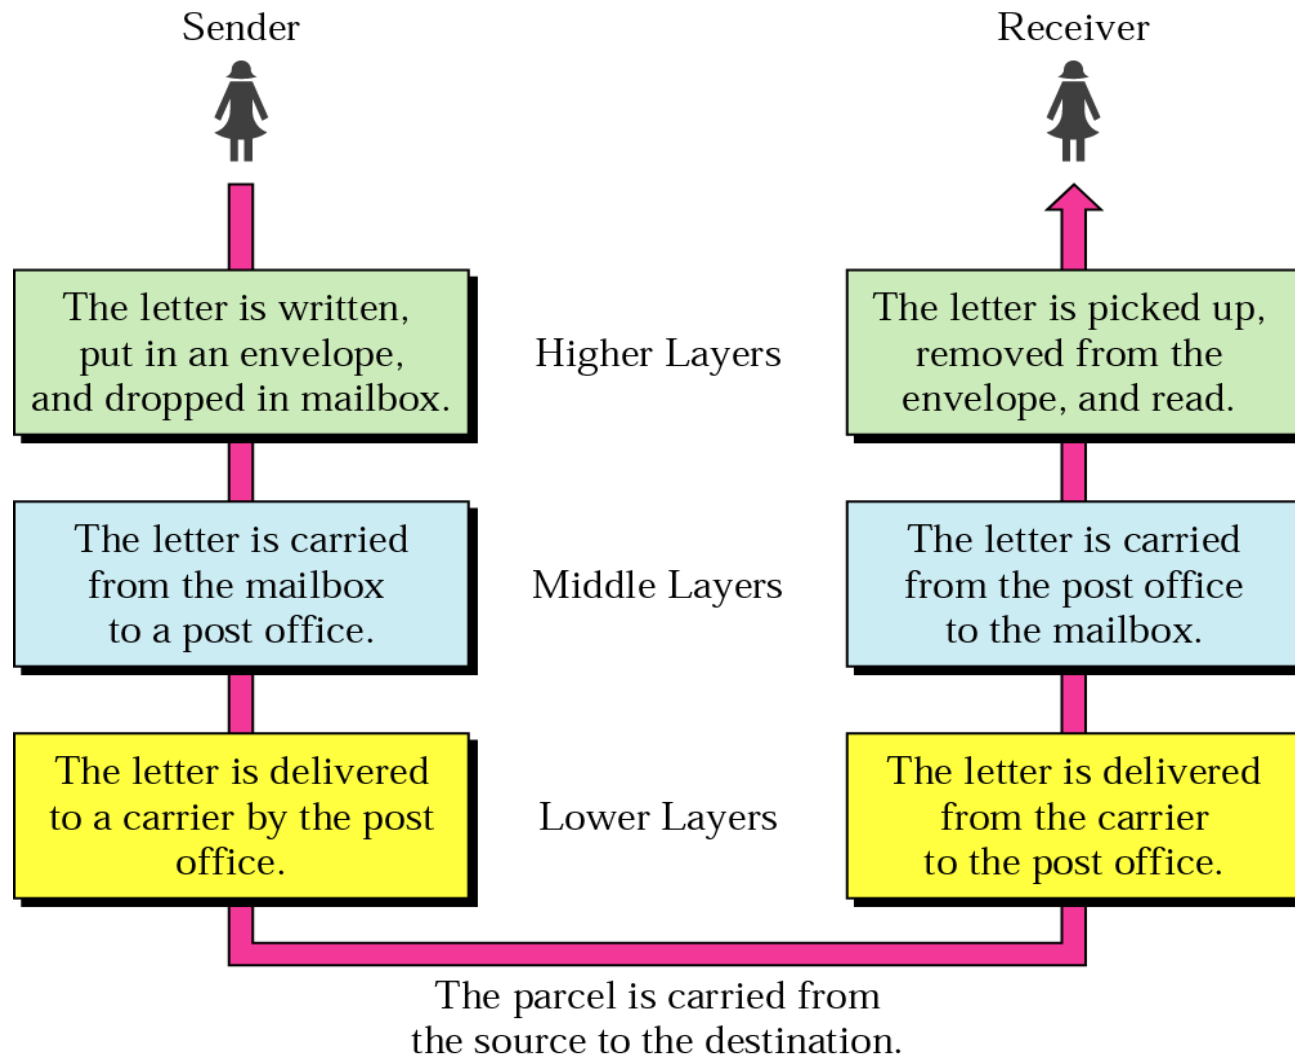 Sender
Receiver
The letter is written,
put in an envelope,
and dropped in mailbox.
Higher Layers
The letter is picked up,
removed from the
envelope, and read.
The letter is carried
from the mailbox
to a post office.
Middle Layers
The letter is carried
from the post office
to the mailbox.
The letter is delivered
to a carrier by the post
office.
Lower Layers
The letter is delivered
from the carrier
to the post office.
The parcel is carried from
the source to the destination.